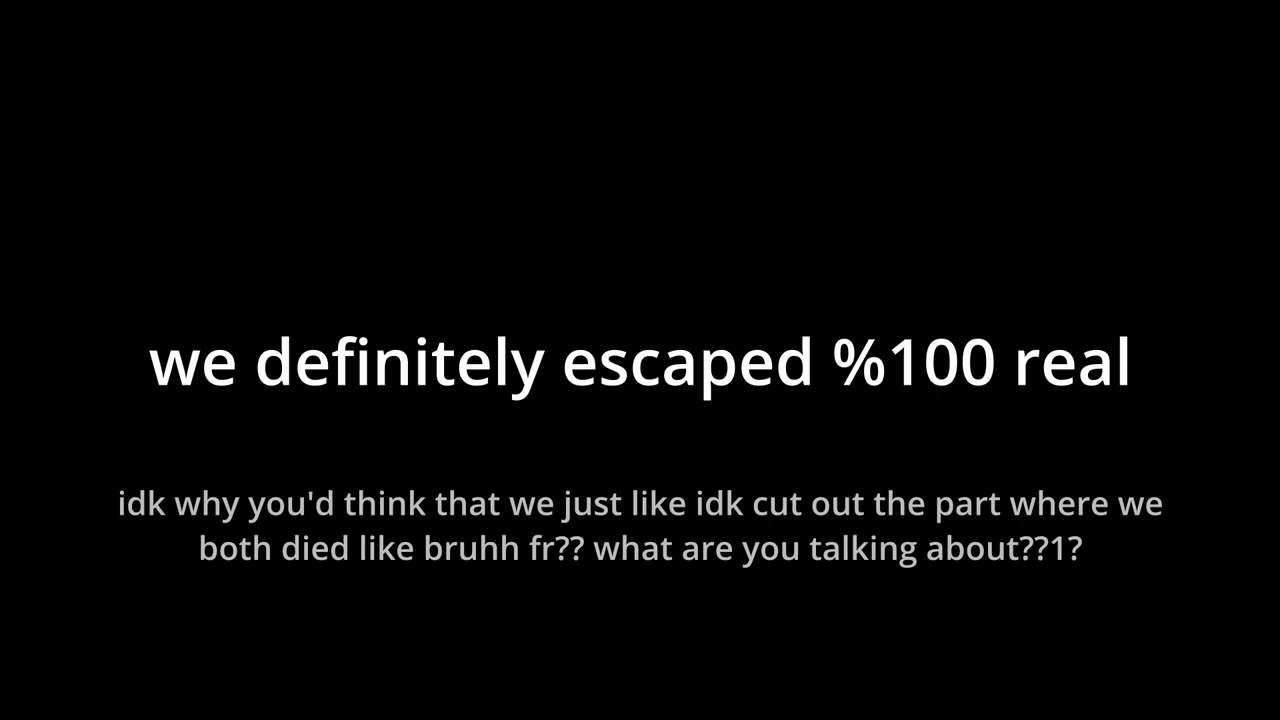 we definitely escaped %100 real
idk why you'd think that we just like idk cut out the part where we
both died like bruhh fr?? what are you talking about??1?